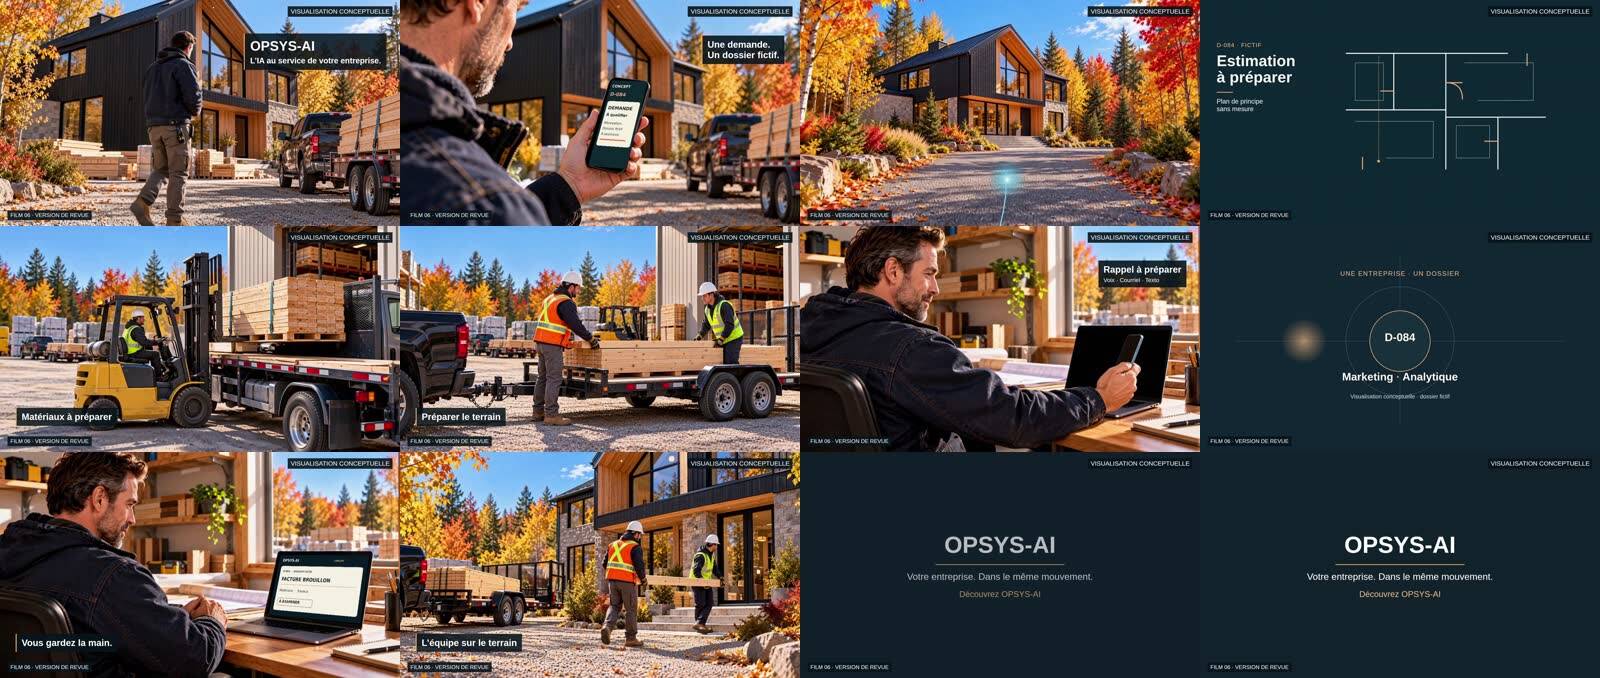 VISUALISATION CONCEPTUELLE
OPSYS-AI
L'IA au service de votre entreprise.
FILM 06 · VERSION DE REVUE
VISUALISATION CONCEPTUELLE
Une demande.
Un dossier fictif.
CONCEPT
D-084
DEMANDE
À qualifier
FILM 06 · VERSION DE REVUE
VISUALISATION CONCEPTUELLE
FILM 06 · VERSION DE REVUE
VISUALISATION CONCEPTUELLE
D-084 · FICTIF
Estimation
à préparer
Plan de principe
sans mesure
FILM 06 · VERSION DE REVUE
VISUALISATION CONCEPTUELLE
Matériaux à préparer
FILM 06 · VERSION DE REVUE
VISUALISATION CONCEPTUELLE
Préparer le terrain
FILM 06 · VERSION DE REVUE
VISUALISATION CONCEPTUELLE
Rappel à préparer
Voix · Courriel · Texto
FILM 06 · VERSION DE REVUE
VISUALISATION CONCEPTUELLE
UNE ENTREPRISE · UN DOSSIER
D-084
Marketing · Analytique
Visualisation conceptuelle · dossier fictif
FILM 06 · VERSION DE REVUE
VISUALISATION CONCEPTUELLE
OPSYS-AI
FACTURE BROUILLON
À EXAMINER
Vous gardez la main.
FILM 06 · VERSION DE REVUE
VISUALISATION CONCEPTUELLE
L'équipe sur le terrain
FILM 06 · VERSION DE REVUE
VISUALISATION CONCEPTUELLE
OPSYS-AI
Votre entreprise. Dans le même mouvement.
Découvrez OPSYS-AI
FILM 06 · VERSION DE REVUE
VISUALISATION CONCEPTUELLE
OPSYS-AI
Votre entreprise. Dans le même mouvement.
Découvrez OPSYS-AI
FILM 06 · VERSION DE REVUE